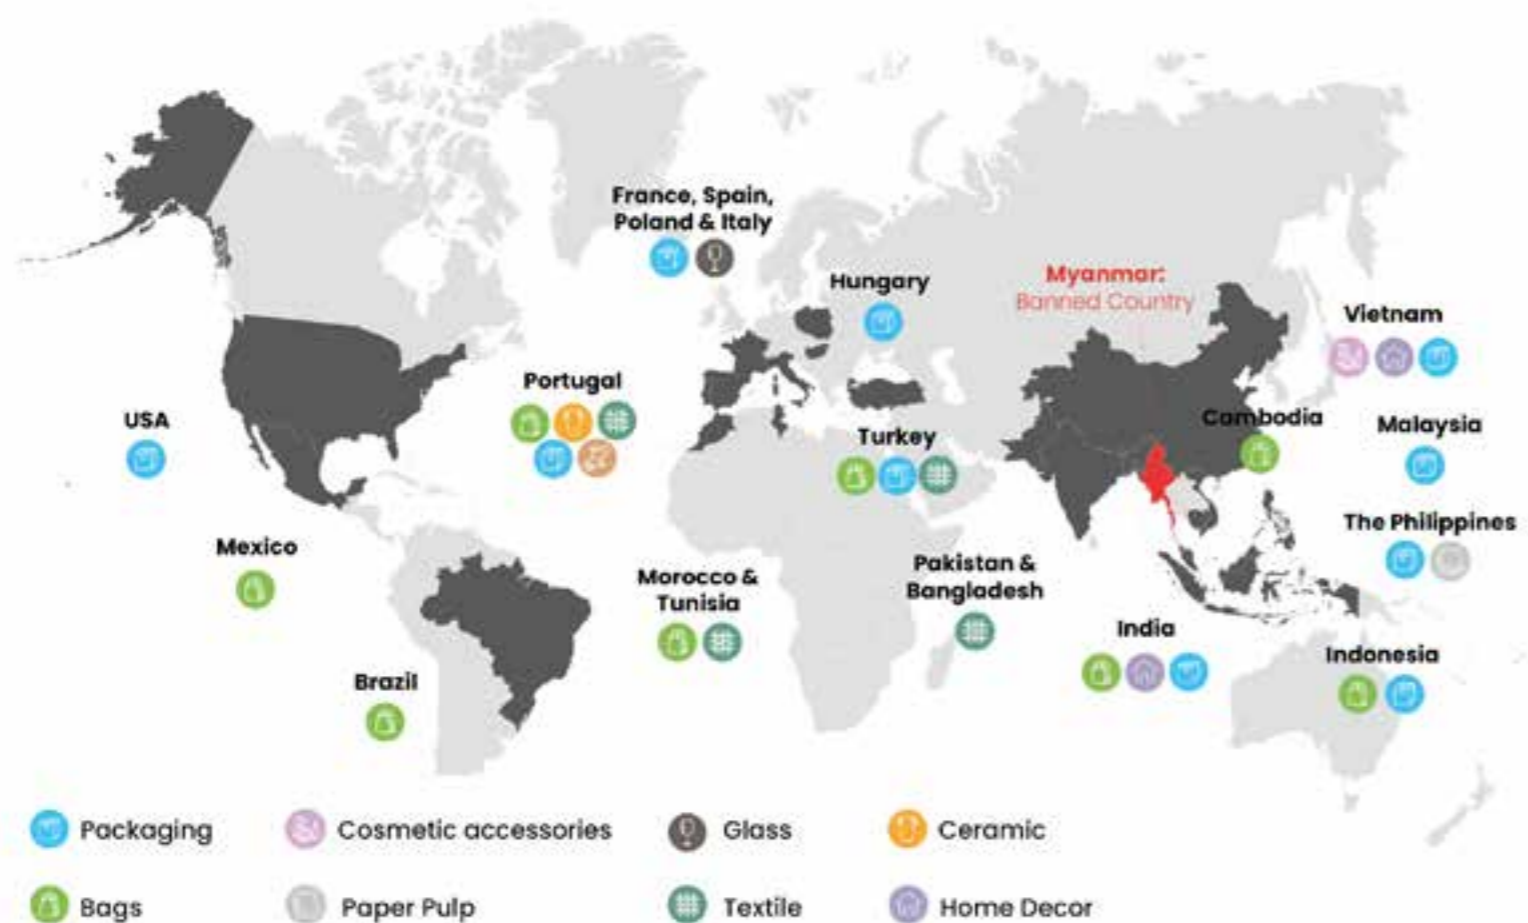 France, Spain,
Poland & Italy
Hungary
Myanmar:
Banned Country
Vietnam
Portugal
USA
Cambodia
Malaysia
Turkey
The Philippines
Mexico
Morocco &
Tunisia
Pakistan &
Bangladesh
India
Indonesia
Brazil
Packaging
Cosmetic accessories
Glass
Ceramic
Bags
Paper Pulp
Textile
Home Decor